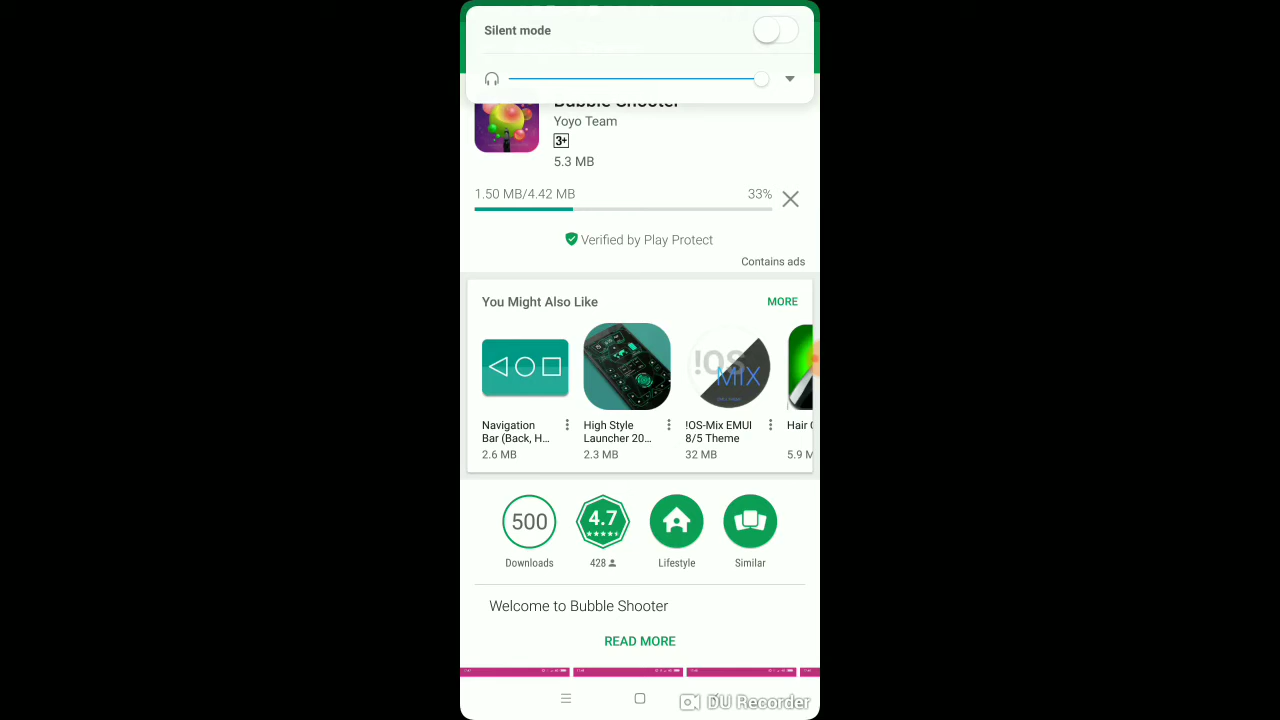 Silent mode
Bubble Shooter
Yoyo Team
3+
5.3 MB
1.50 MB/4.42 MB 33%
Verified by Play Protect
Contains ads
You Might Also Like MORE
!OS MIX
Navigation Bar (Back, H...
2.6 MB
High Style Launcher 20...
2.3 MB
!OS-Mix EMUI 8/5 Theme
32 MB
Hair
5.9 M
500 4.7
Downloads 428 Lifestyle Similar
Welcome to Bubble Shooter
READ MORE
DU Recorder